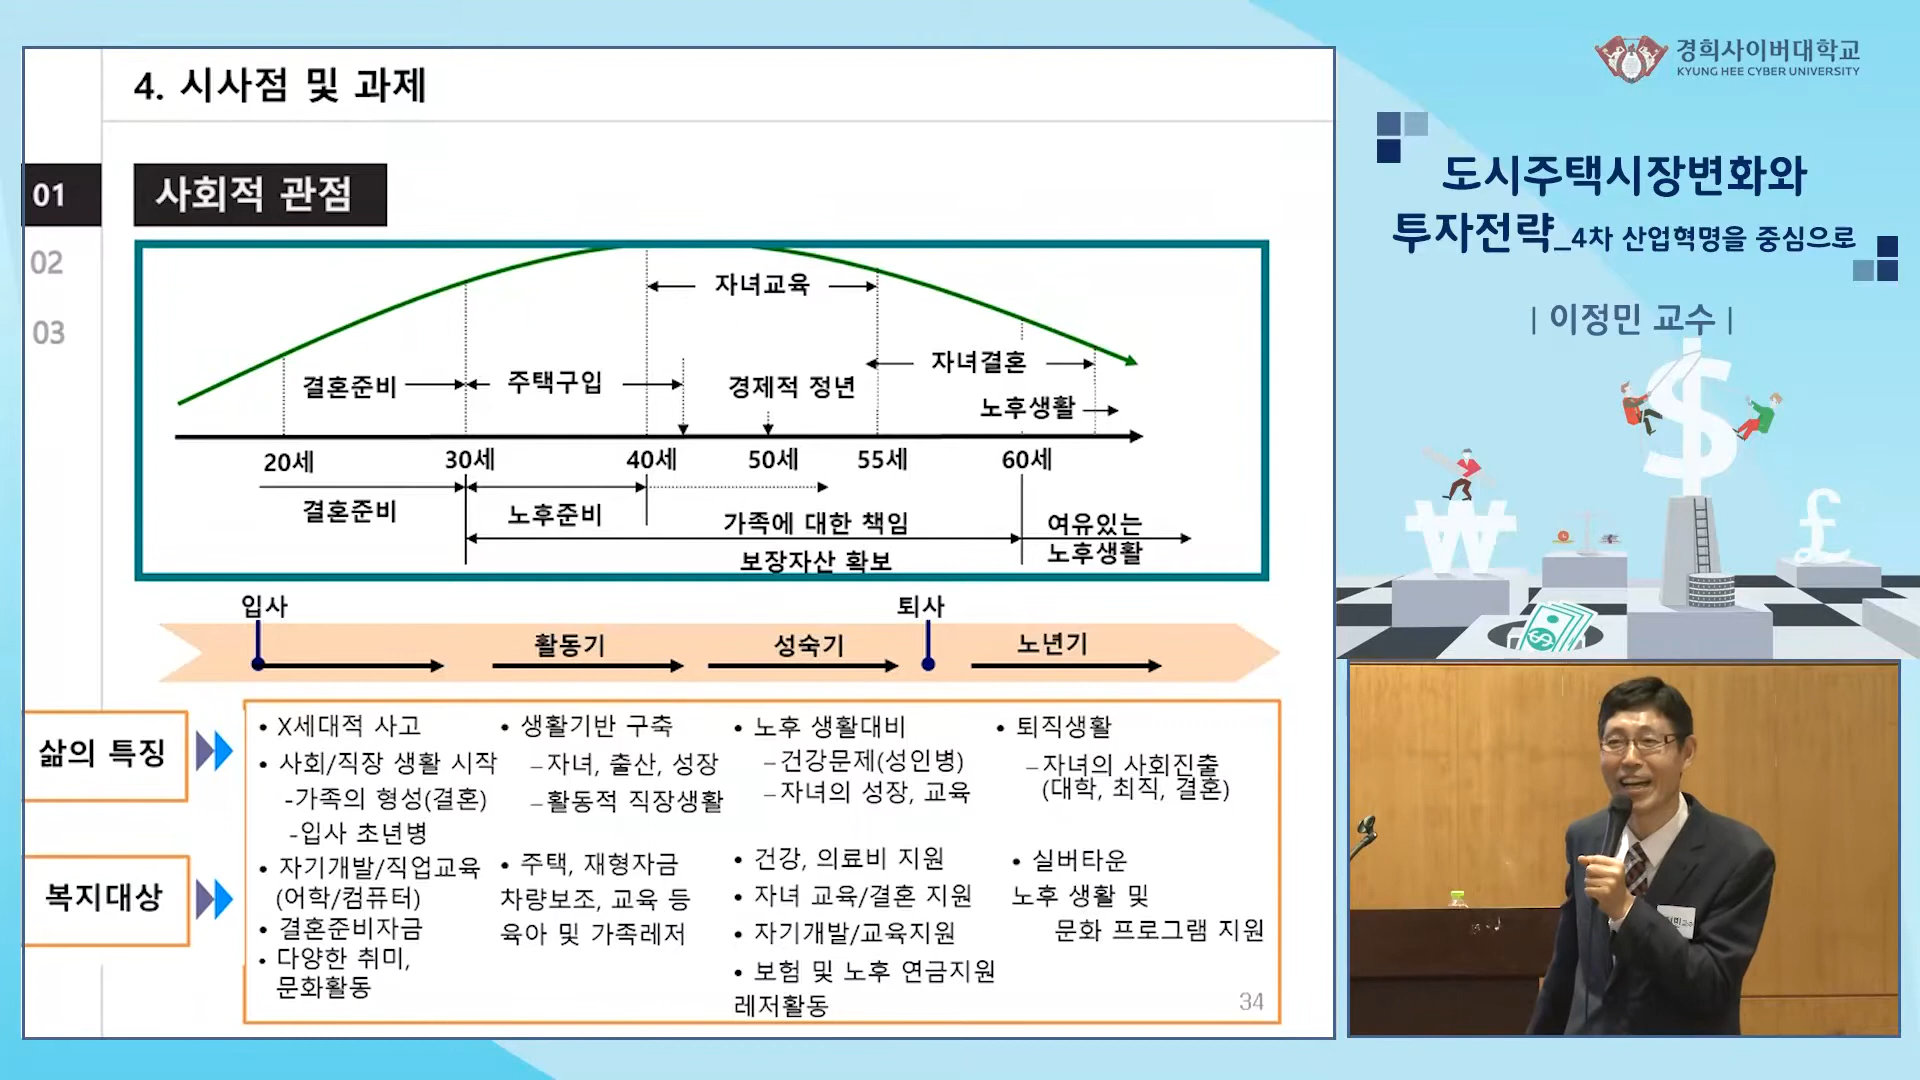 4. 시사점 및 과제
01
02
03
사회적 관점
자녀교육
자녀결혼
결혼준비
주택구입
경제적 정년
노후생활
20세
30세
40세
50세
55세
60세
결혼준비
노후준비
가족에 대한 책임
보장자산 확보
여유있는
노후생활
입사
퇴사
활동기
성숙기
노년기
삶의 특징
• X세대적 사고
• 사회/직장 생활 시작
-가족의 형성(결혼)
-입사 초년병
• 생활기반 구축
–자녀, 출산, 성장
–활동적 직장생활
• 노후 생활대비
–건강문제(성인병)
–자녀의 성장, 교육
• 퇴직생활
–자녀의 사회진출
(대학, 최직, 결혼)
복지대상
• 자기개발/직업교육
(어학/컴퓨터)
• 결혼준비자금
• 다양한 취미,
문화활동
• 주택, 재형자금
차량보조, 교육 등
육아 및 가족레저
• 건강, 의료비 지원
• 자녀 교육/결혼 지원
• 자기개발/교육지원
• 보험 및 노후 연금지원
레저활동
• 실버타운
노후 생활 및
문화 프로그램 지원
34
경희사이버대학교
KYUNG HEE CYBER UNIVERSITY
도시주택시장변화와
투자전략_4차 산업혁명을 중심으로
| 이정민 교수 |